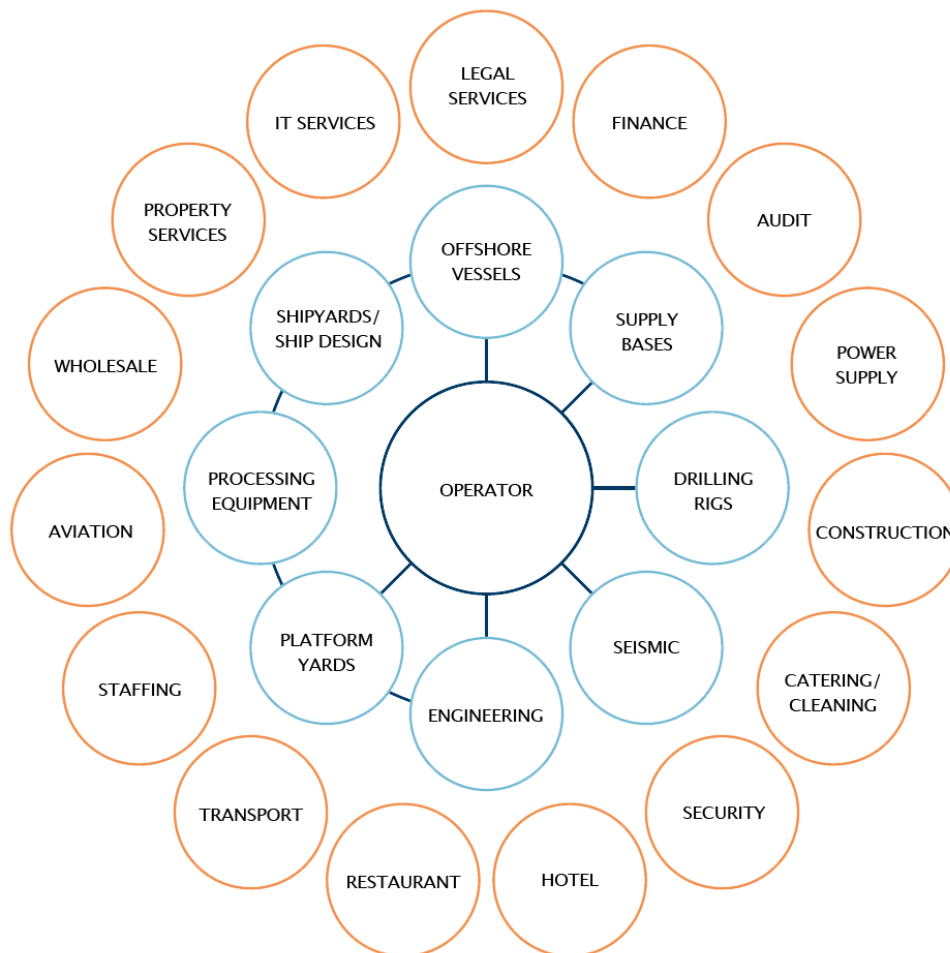 LEGAL
SERVICES
IT SERVICES
FINANCE
PROPERTY
SERVICES
AUDIT
OFFSHORE
VESSELS
SHIPYARDS/
SHIP DESIGN
SUPPLY
BASES
WHOLESALE
POWER
SUPPLY
PROCESSING
EQUIPMENT
OPERATOR
DRILLING
RIGS
AVIATION
CONSTRUCTION
PLATFORM
YARDS
SEISMIC
STAFFING
CATERING/
CLEANING
ENGINEERING
TRANSPORT
SECURITY
RESTAURANT
HOTEL